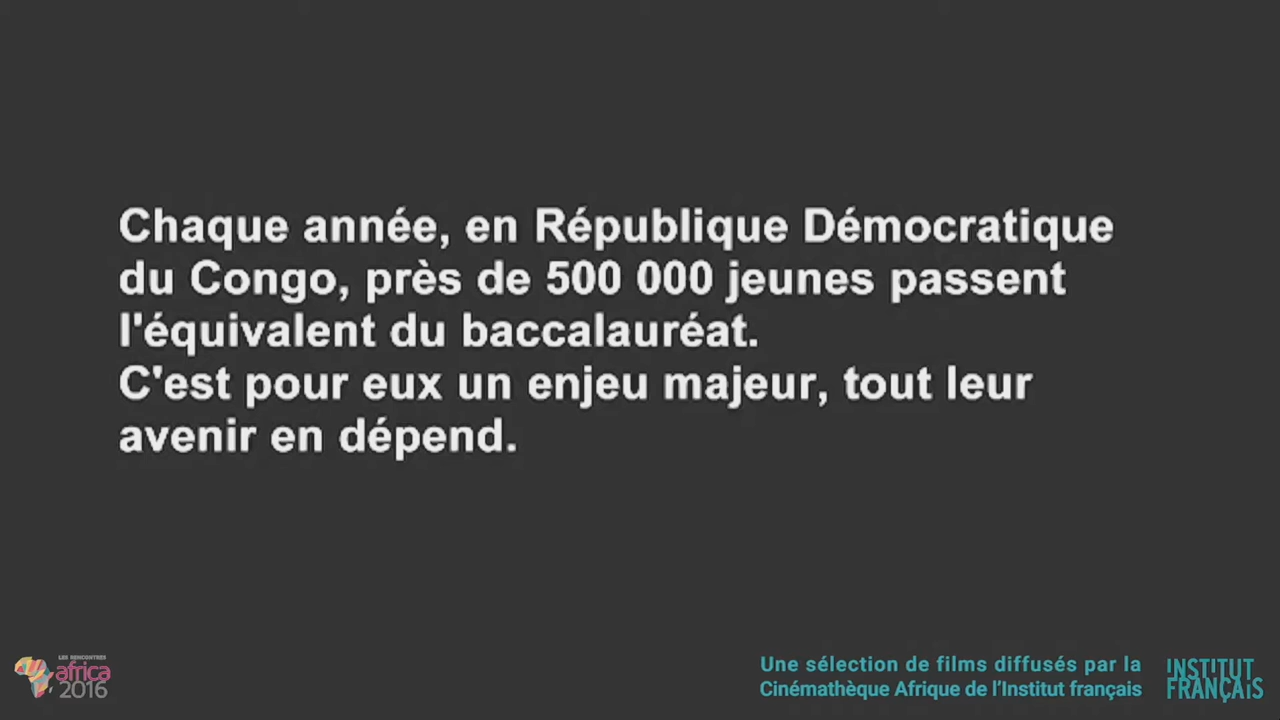 Chaque année, en République Démocratique
du Congo, près de 500 000 jeunes passent
l'équivalent du baccalauréat.
C'est pour eux un enjeu majeur, tout leur
avenir en dépend.
LES RENCONTRES
africa
2016
Une sélection de films diffusés par la
Cinémathèque Afrique de l'Institut français
INSTITUT
FRANÇAIS